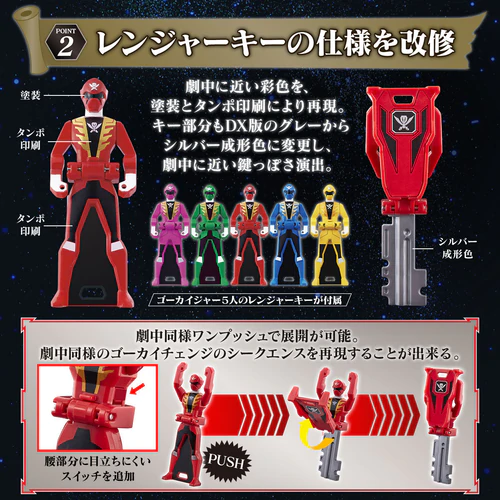 POINT
2
レンジャーキーの仕様を改修
劇中に近い彩色を、
塗装とタンポ印刷により再現。
キー部分もDX版のグレーから
シルバー成形色に変更し、
劇中に近い鍵っぽさ演出。
塗装
タンポ
印刷
タンポ
印刷
シルバー
成形色
ゴーカイジャー5人のレンジャーキーが付属
劇中同様ワンプッシュで展開が可能。
劇中同様のゴーカイチェンジのシークエンスを再現することが出来る。
PUSH
腰部分に目立ちにくい
スイッチを追加